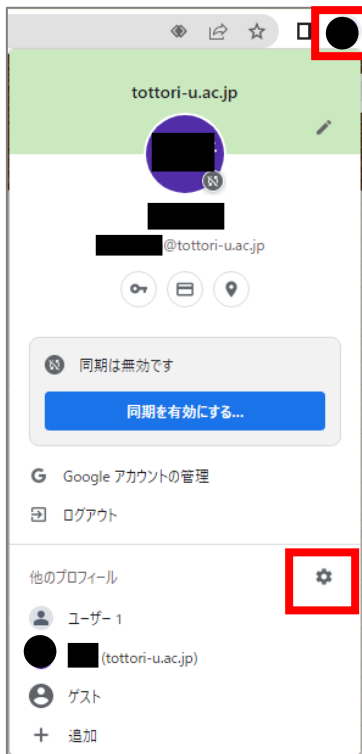 tottori-u.ac.jp
@tottori-u.ac.jp
同期は無効です
同期を有効にする...
G Google アカウントの管理
ログアウト
他のプロフィール
ユーザー 1
(tottori-u.ac.jp)
ゲスト
+ 追加